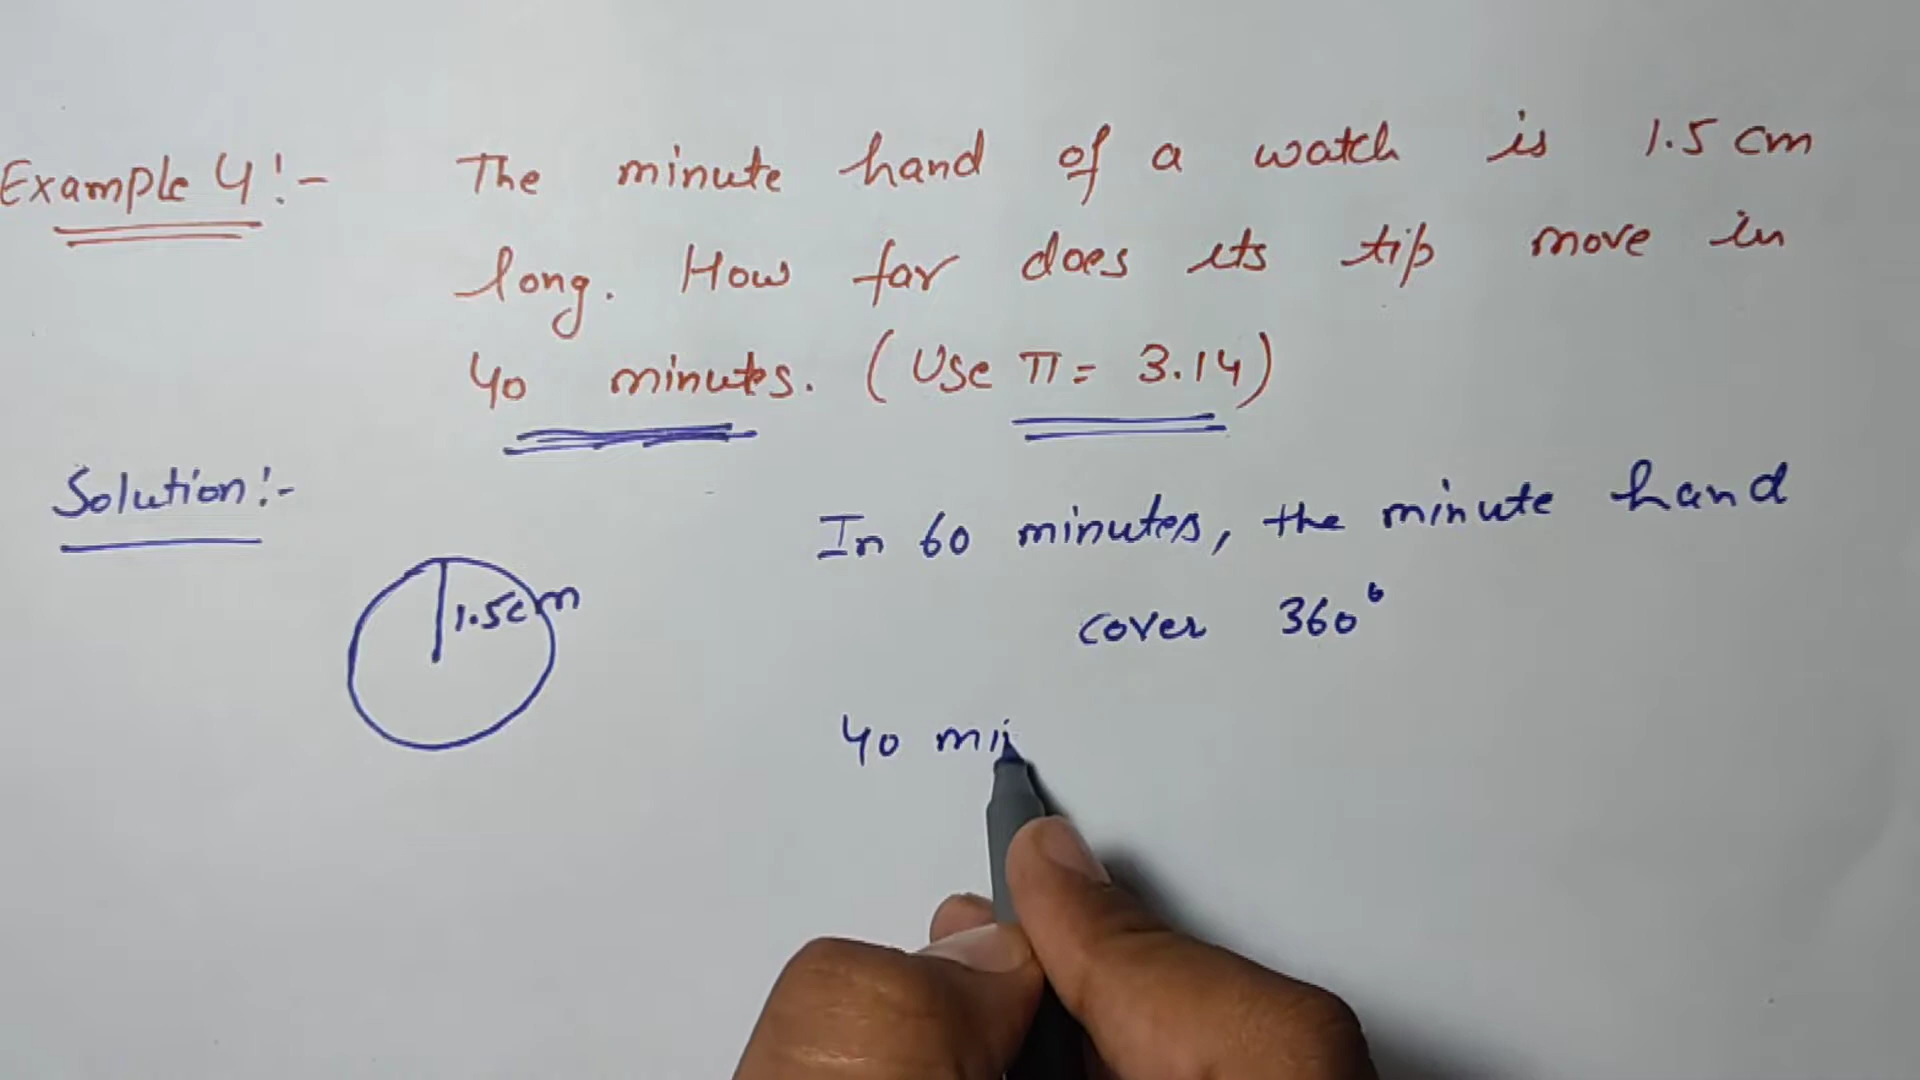 Example 4:- The minute hand of a watch is 1.5 cm
long. How far does its tip move in
40 minutes. (Use π = 3.14)
Solution:-
In 60 minutes, the minute hand
cover 360°
1.5cm
40 mi